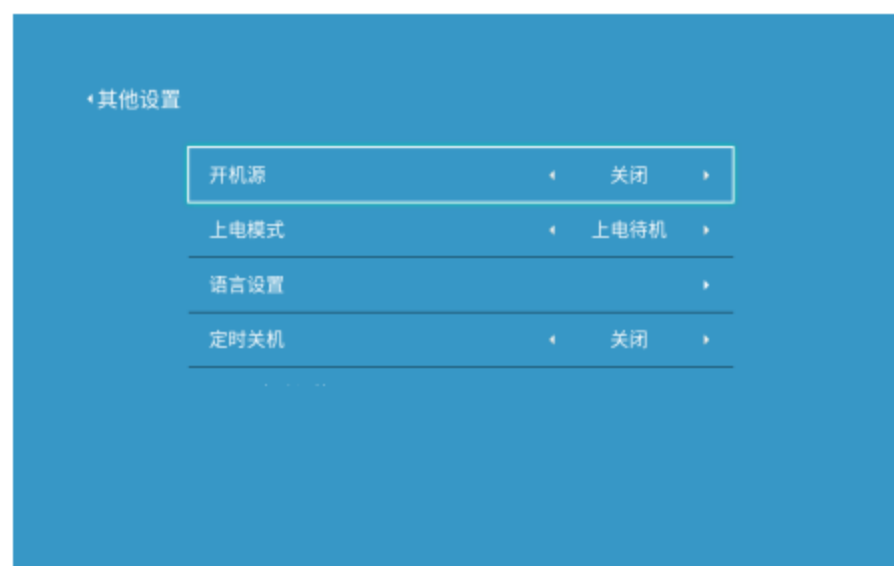 其他设置
开机源 关闭
上电模式 上电待机
语言设置
定时关机 关闭